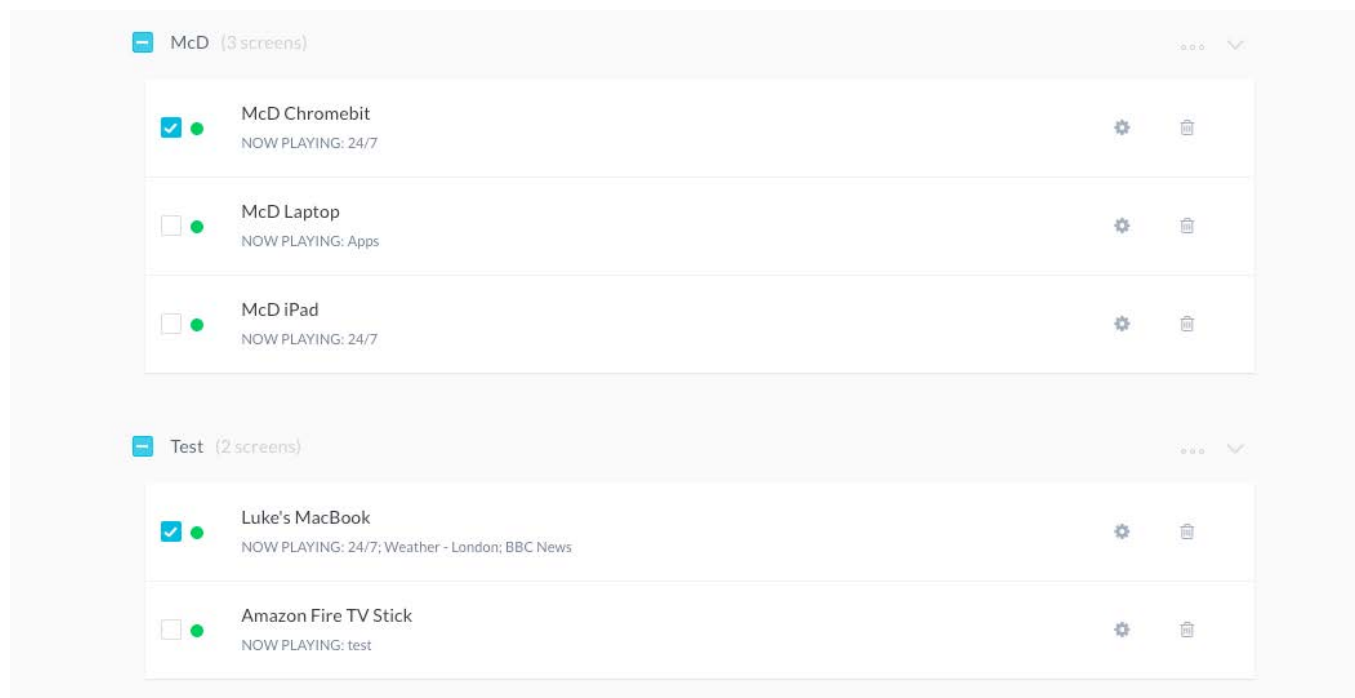 McD (3 screens)
McD Chromebit
NOW PLAYING: 24/7
McD Laptop
NOW PLAYING: Apps
McD iPad
NOW PLAYING: 24/7
Test (2 screens)
Luke's MacBook
NOW PLAYING: 24/7; Weather - London; BBC News
Amazon Fire TV Stick
NOW PLAYING: test